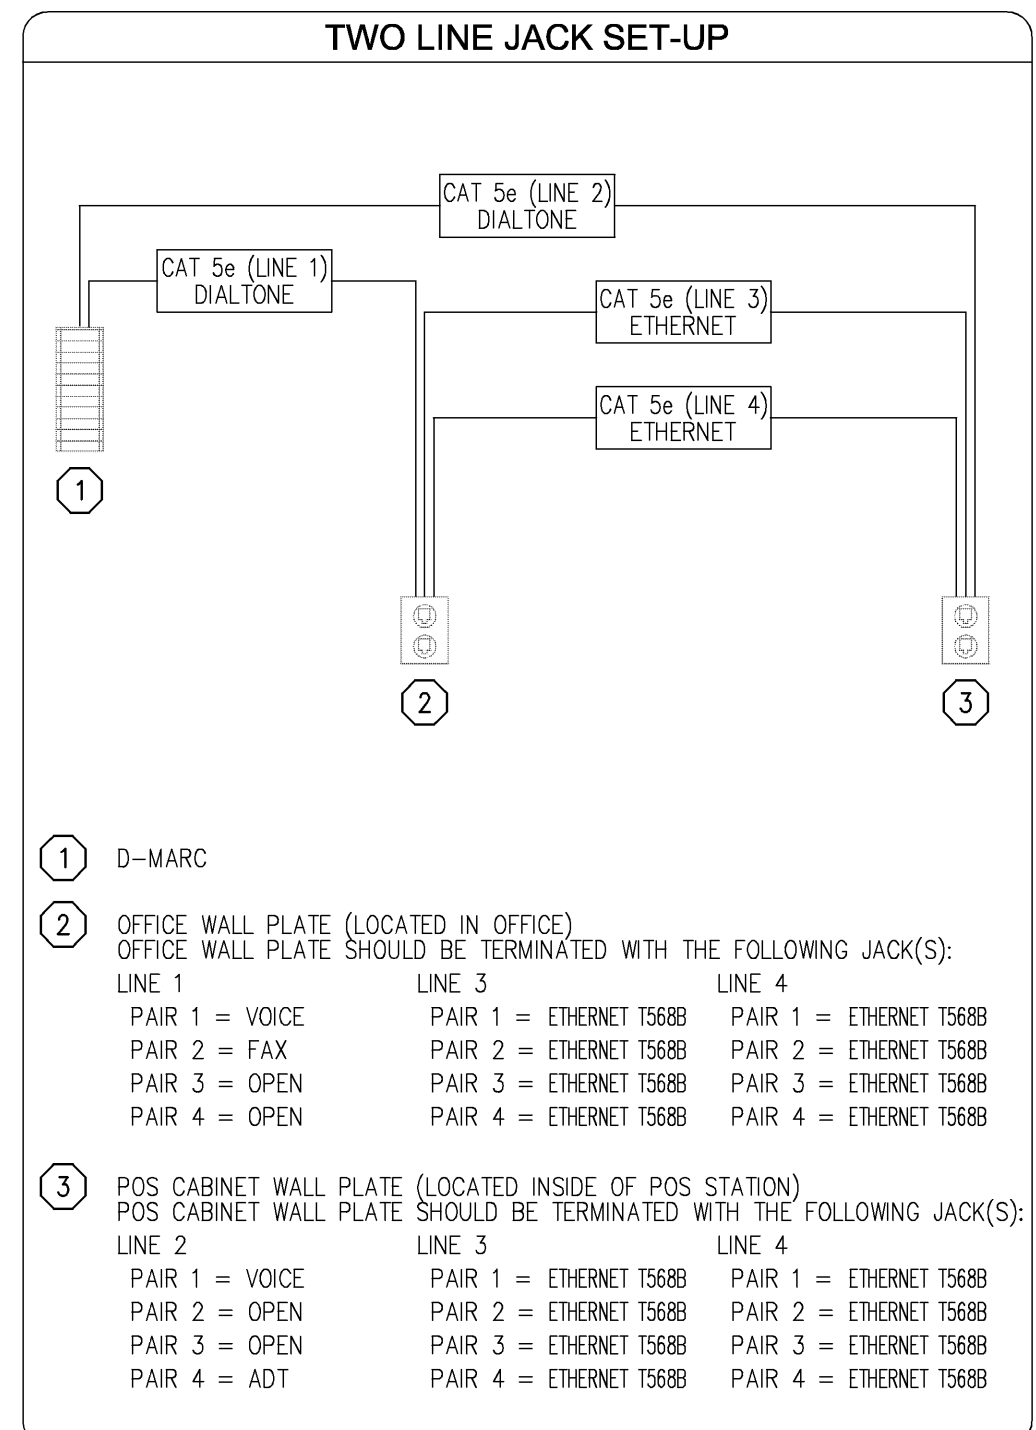 TWO LINE JACK SET-UP
CAT 5e (LINE 2)
DIALTONE
CAT 5e (LINE 1)
DIALTONE
CAT 5e (LINE 3)
ETHERNET
CAT 5e (LINE 4)
ETHERNET
1
2
3
1 D-MARC
2 OFFICE WALL PLATE (LOCATED IN OFFICE)
OFFICE WALL PLATE SHOULD BE TERMINATED WITH THE FOLLOWING JACK(S):
LINE 1 LINE 3 LINE 4
PAIR 1 = VOICE PAIR 1 = ETHERNET T568B PAIR 1 = ETHERNET T568B
PAIR 2 = FAX PAIR 2 = ETHERNET T568B PAIR 2 = ETHERNET T568B
PAIR 3 = OPEN PAIR 3 = ETHERNET T568B PAIR 3 = ETHERNET T568B
PAIR 4 = OPEN PAIR 4 = ETHERNET T568B PAIR 4 = ETHERNET T568B
3 POS CABINET WALL PLATE (LOCATED INSIDE OF POS STATION)
POS CABINET WALL PLATE SHOULD BE TERMINATED WITH THE FOLLOWING JACK(S):
LINE 2 LINE 3 LINE 4
PAIR 1 = VOICE PAIR 1 = ETHERNET T568B PAIR 1 = ETHERNET T568B
PAIR 2 = OPEN PAIR 2 = ETHERNET T568B PAIR 2 = ETHERNET T568B
PAIR 3 = OPEN PAIR 3 = ETHERNET T568B PAIR 3 = ETHERNET T568B
PAIR 4 = ADT PAIR 4 = ETHERNET T568B PAIR 4 = ETHERNET T568B